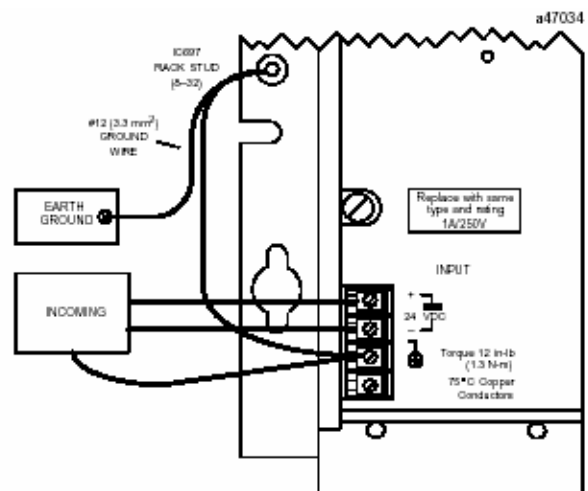 a47034
IC697
RACK STUD
(8–32)
#12 (3.3 mm²)
GROUND
WIRE
EARTH
GROUND
Replace with same
type and rating
1A/250V
INPUT
INCOMING
+
24 VDC
–
Torque 12 in-lb
(1.3 N-m)
75°C Copper
Conductors